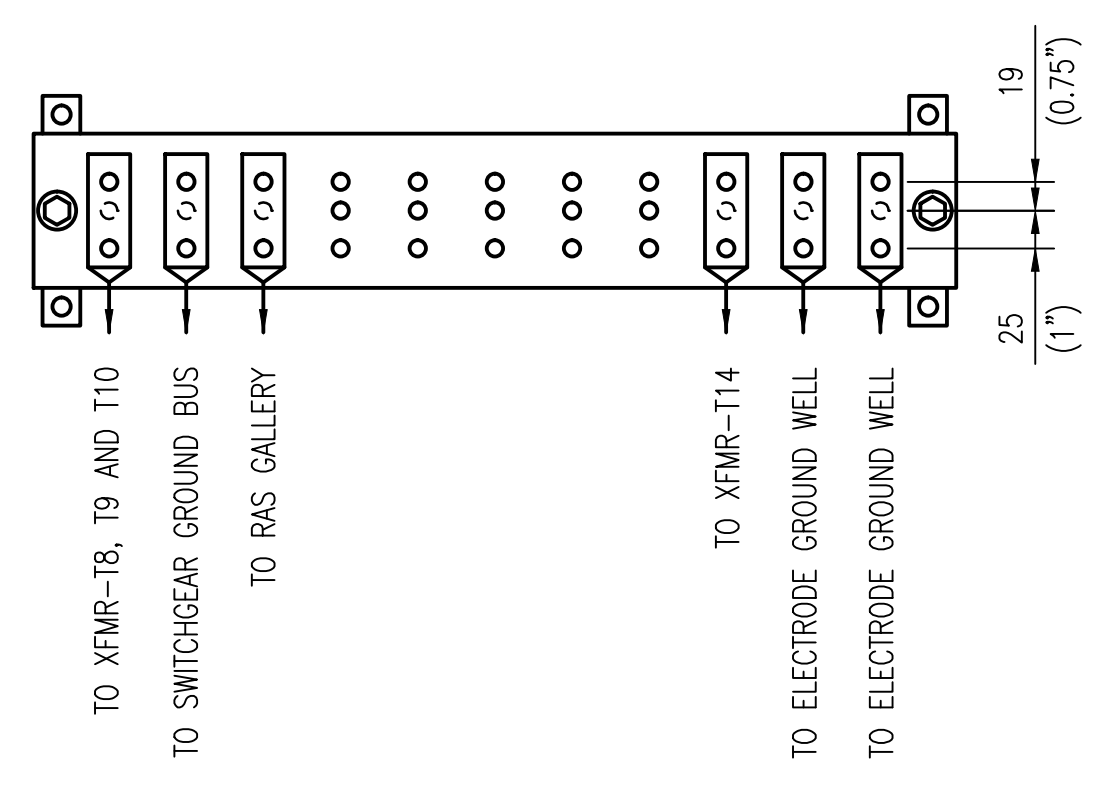 19
(0.75")
25
(1")
TO XFMR-T8, T9 AND T10
TO SWITCHGEAR GROUND BUS
TO RAS GALLERY
TO XFMR-T14
TO ELECTRODE GROUND WELL
TO ELECTRODE GROUND WELL